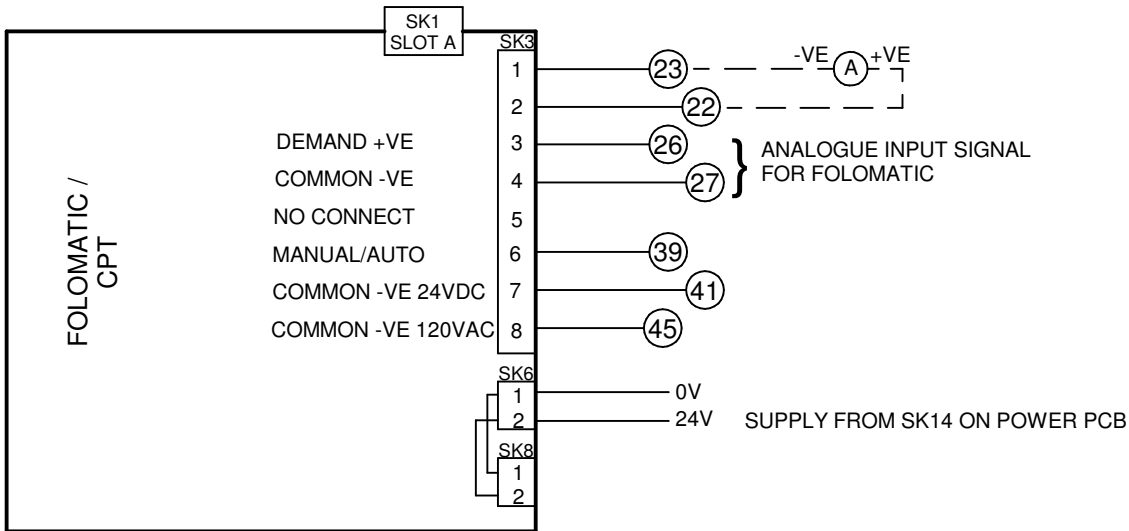 SK1
SLOT A
SK3
1 23 -VE A +VE
2 22
DEMAND +VE 3 26
COMMON -VE 4 27
ANALOGUE INPUT SIGNAL
FOR FOLOMATIC
NO CONNECT 5
MANUAL/AUTO 6 39
COMMON -VE 24VDC 7 41
COMMON -VE 120VAC 8 45
FOLOMATIC /
CPT
SK6
1 0V
2 24V SUPPLY FROM SK14 ON POWER PCB
SK8
1
2